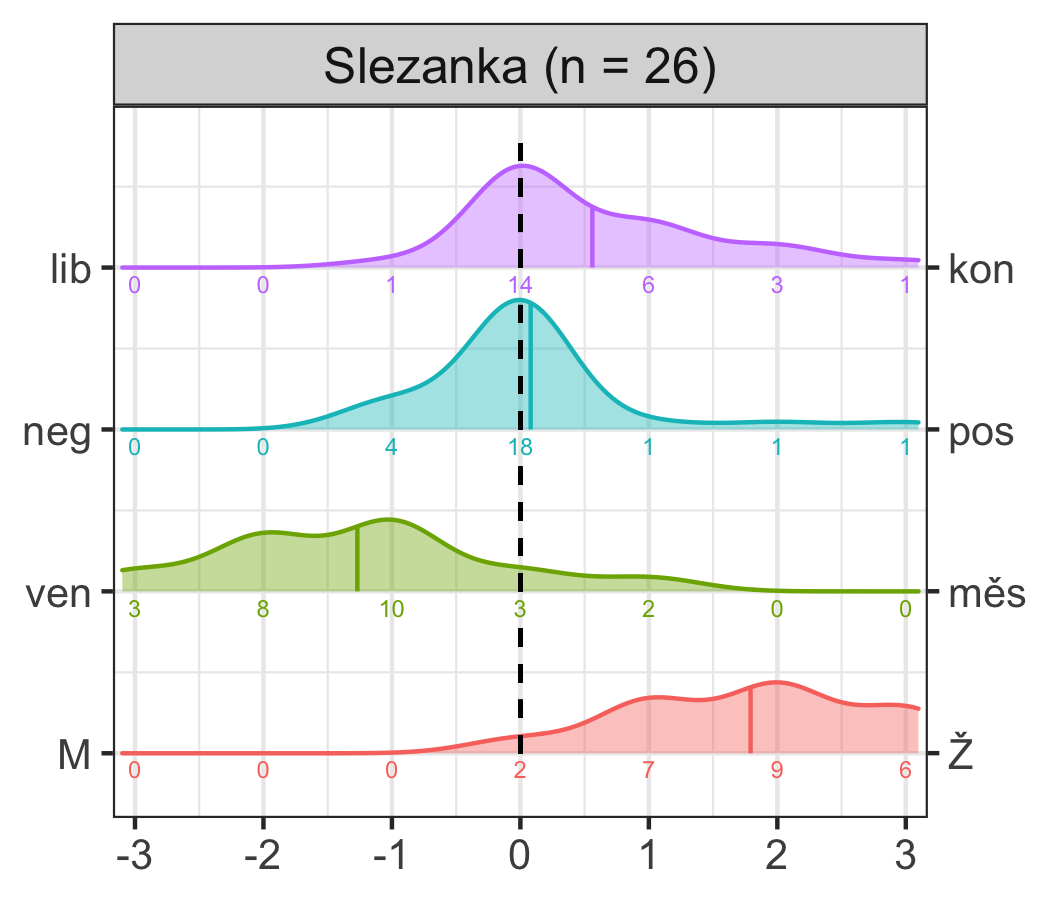 Slezanka (n = 26)
lib kon
0 0 1 14 6 3 1
neg pos
0 0 4 18 1 1 1
ven měs
3 8 10 3 2 0 0
M Ž
0 0 0 2 7 9 6
-3 -2 -1 0 1 2 3